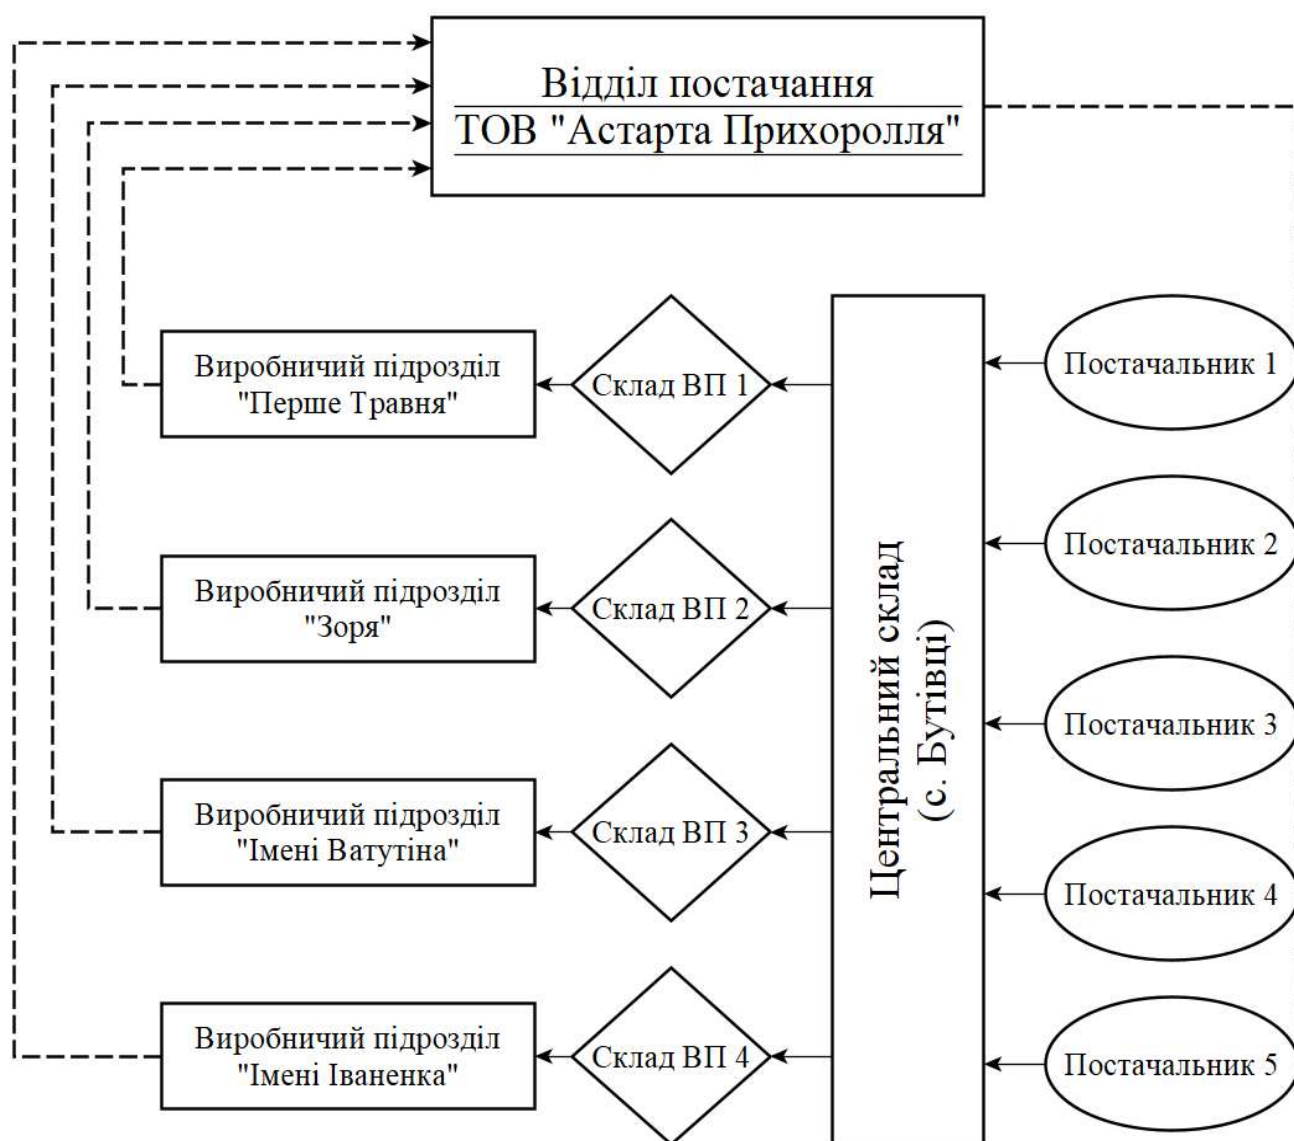 Відділ постачання
ТОВ "Астарта Прихоролля"
Виробничий підрозділ
"Перше Травня"
Склад ВП 1
Постачальник 1
Виробничий підрозділ
"Зоря"
Склад ВП 2
Постачальник 2
Центральний склад
(с. Бутівці)
Постачальник 3
Виробничий підрозділ
"Імені Ватутіна"
Склад ВП 3
Постачальник 4
Виробничий підрозділ
"Імені Іваненка"
Склад ВП 4
Постачальник 5